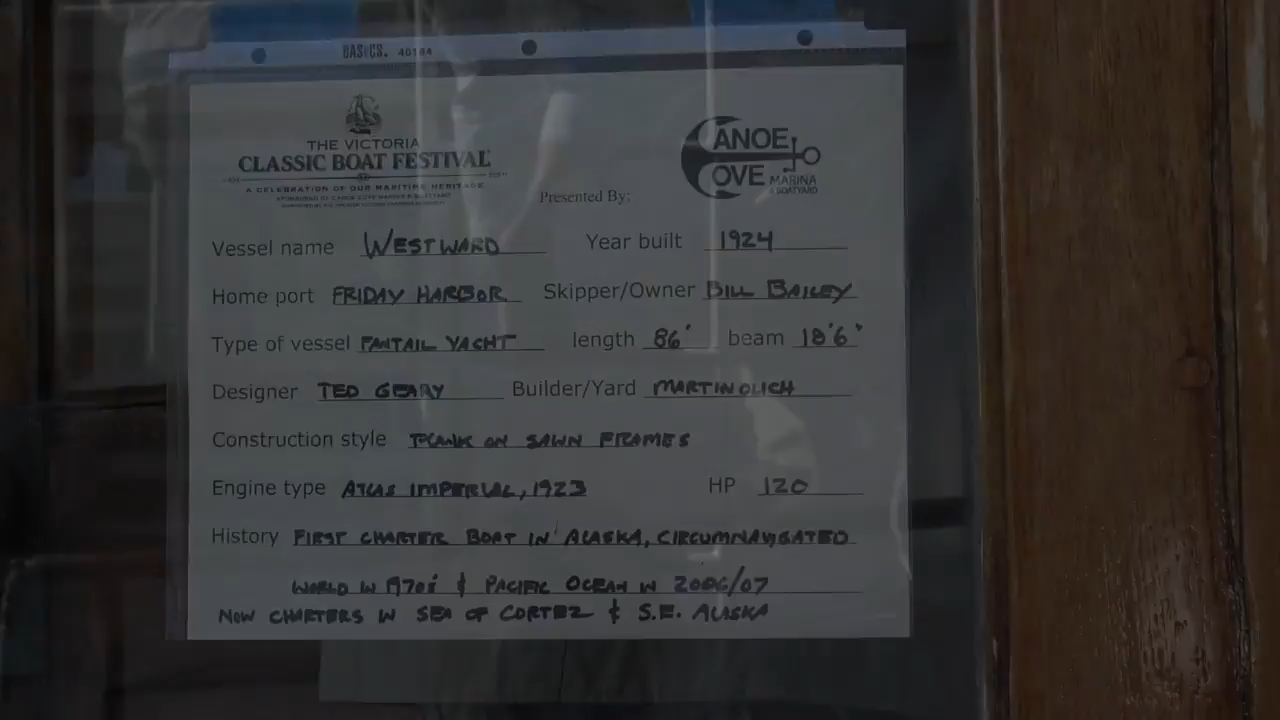 BASICS. 40184
THE VICTORIA
CLASSIC BOAT FESTIVAL
A CELEBRATION OF OUR MARITIME HERITAGE
Presented By:
CANOE
COVE
MARINA
& BOATYARD
Vessel name WESTWARD Year built 1924
Home port FRIDAY HARBOR Skipper/Owner BILL BAILEY
Type of vessel FANTAIL YACHT length 86' beam 18'6"
Designer TED GEARY Builder/Yard MARTINOLICH
Construction style PLANK ON SAWN FRAMES
Engine type ATLAS IMPERIAL, 1923 HP 120
History FIRST CHARTER BOAT IN ALASKA, CIRCUMNAVIGATED
WORLD IN 1970s & PACIFIC OCEAN IN 2006/07
NOW CHARTERS IN SEA OF CORTEZ & S.E. ALASKA